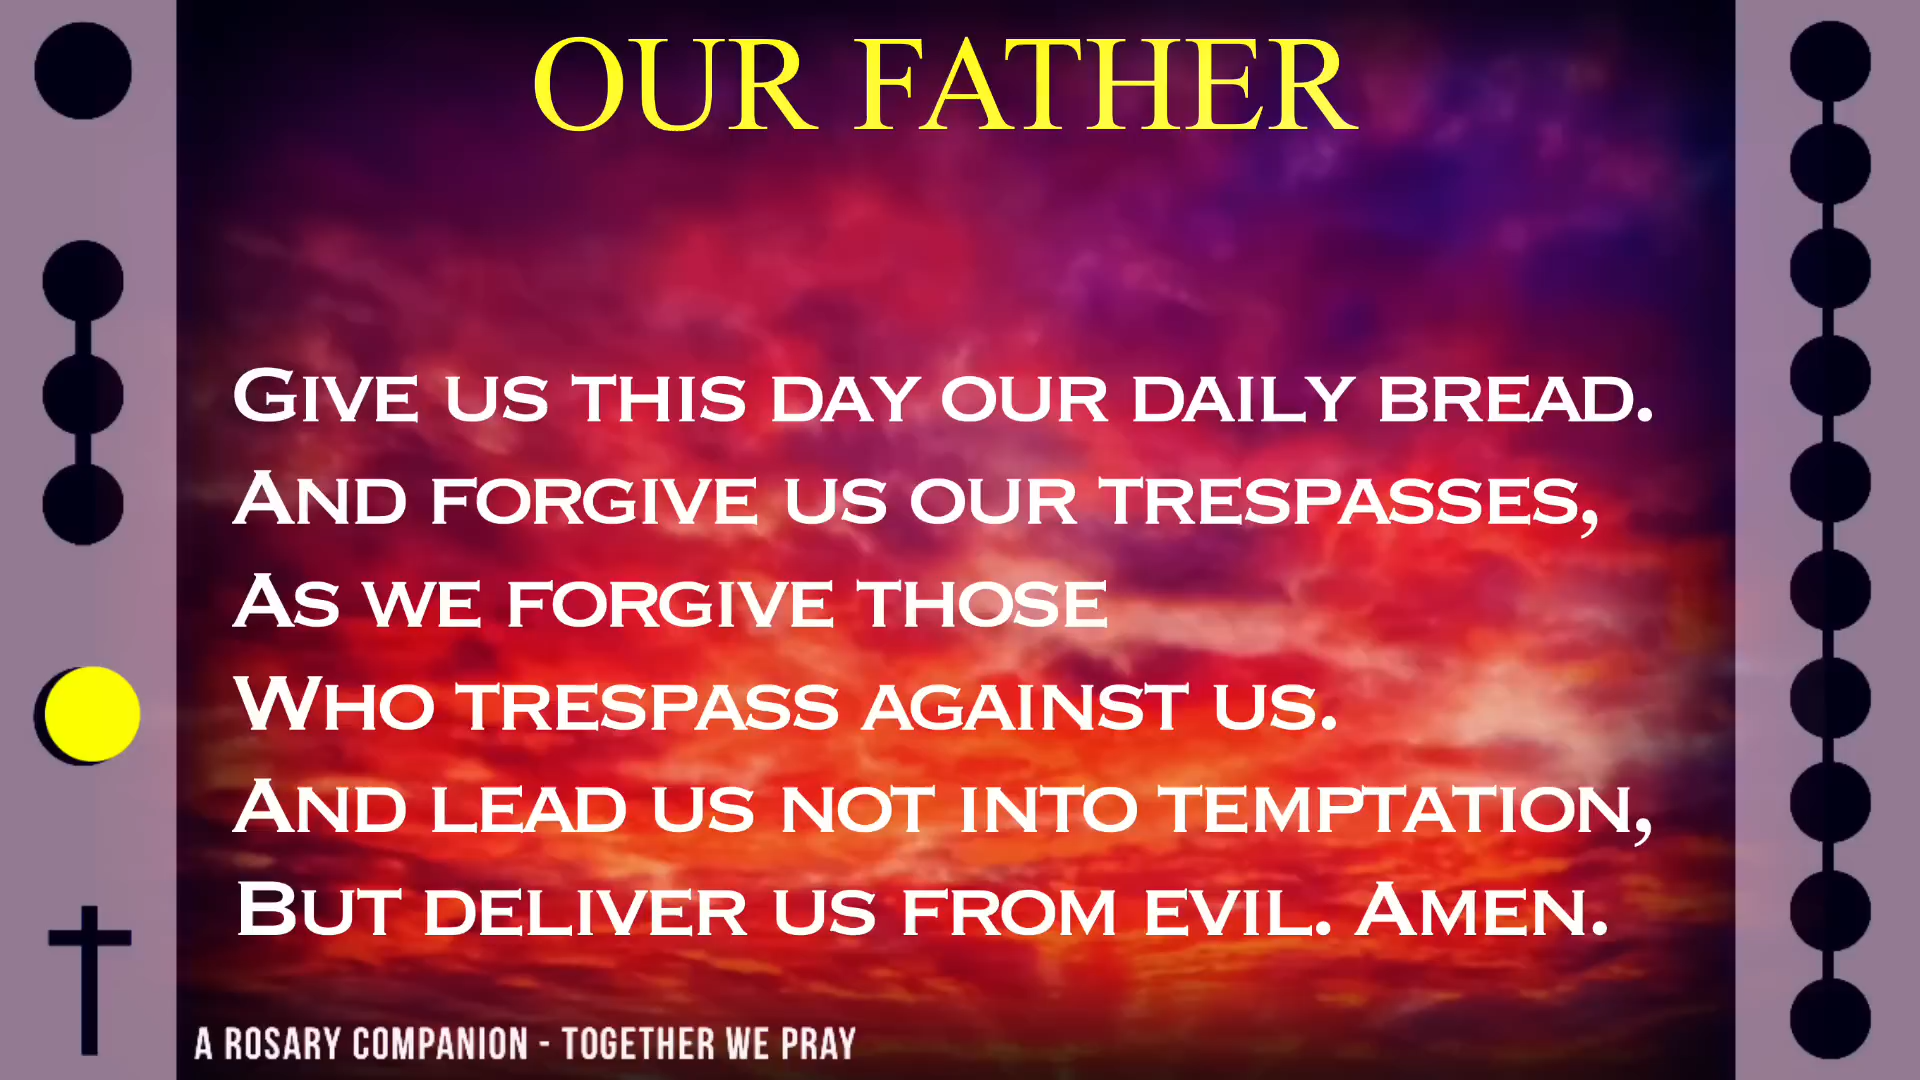 OUR FATHER
Give us this day our daily bread.
And forgive us our trespasses,
As we forgive those
Who trespass against us.
And lead us not into temptation,
But deliver us from evil. Amen.
A ROSARY COMPANION - TOGETHER WE PRAY